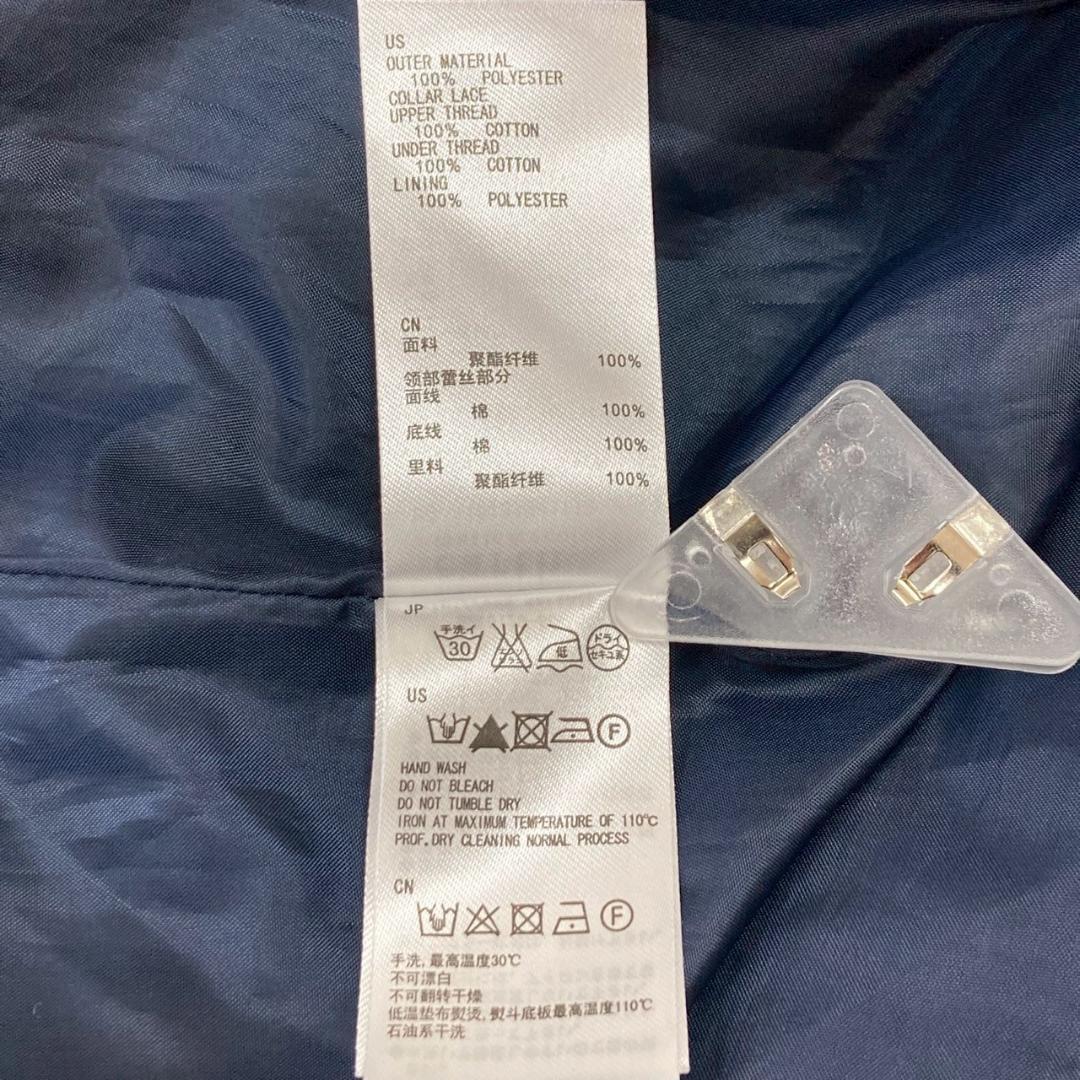 US
OUTER MATERIAL
100% POLYESTER
COLLAR LACE
UPPER THREAD
100% COTTON
UNDER THREAD
100% COTTON
LINING
100% POLYESTER
CN
面料
聚酯纤维 100%
领部蕾丝部分
面线
棉 100%
底线
棉 100%
里料
聚酯纤维 100%
JP
手洗イ
30
低
ドライ
セキユ系
US
F
HAND WASH
DO NOT BLEACH
DO NOT TUMBLE DRY
IRON AT MAXIMUM TEMPERATURE OF 110℃
PROF.DRY CLEANING NORMAL PROCESS
CN
F
手洗,最高温度30℃
不可漂白
不可翻转干燥
低温垫布熨烫,熨斗底板最高温度110℃
石油系干洗